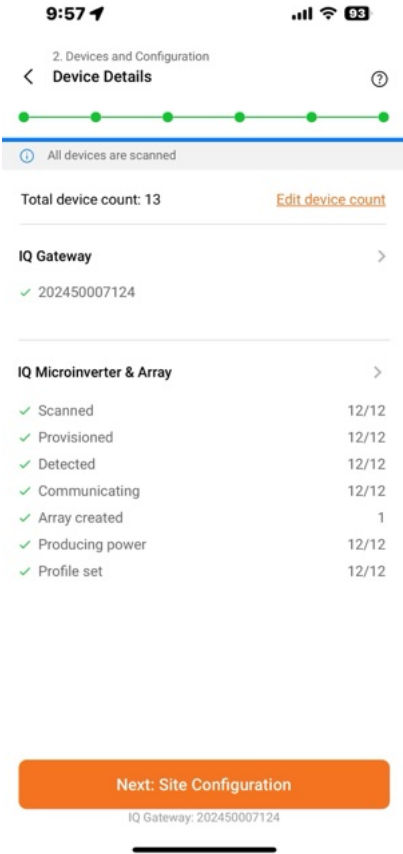 9:57
93
2. Devices and Configuration
Device Details
All devices are scanned
Total device count: 13 Edit device count
IQ Gateway
202450007124
IQ Microinverter & Array
Scanned 12/12
Provisioned 12/12
Detected 12/12
Communicating 12/12
Array created 1
Producing power 12/12
Profile set 12/12
Next: Site Configuration
IQ Gateway: 202450007124